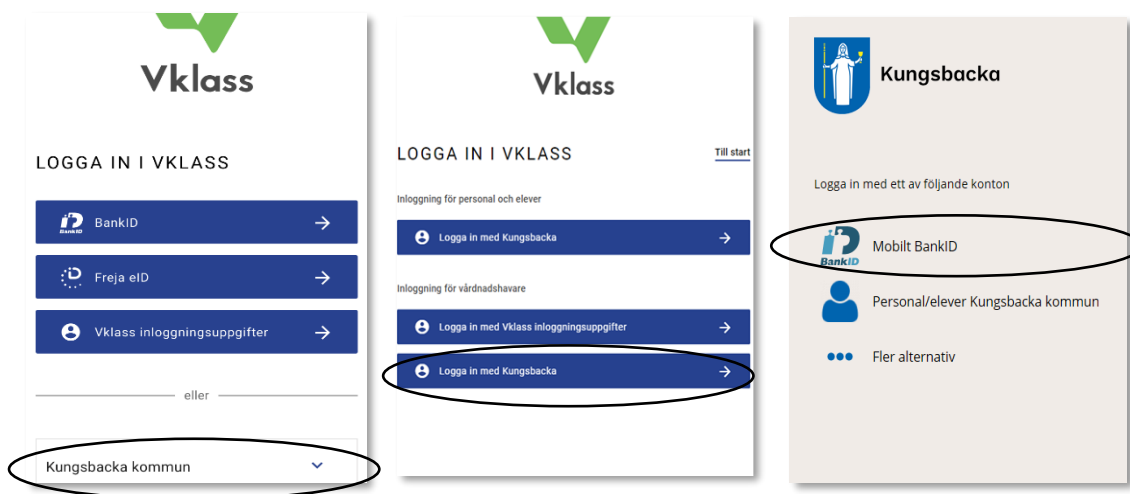 Vklass
LOGGA IN I VKLASS
BankID
BankID
Freja eID
Vklass inloggningsuppgifter
eller
Kungsbacka kommun
Vklass
LOGGA IN I VKLASS
Till start
Inloggning för personal och elever
Logga in med Kungsbacka
Inloggning för vårdnadshavare
Logga in med Vklass inloggningsuppgifter
Logga in med Kungsbacka
Kungsbacka
Logga in med ett av följande konton
BankID
Mobilt BankID
Personal/elever Kungsbacka kommun
Fler alternativ